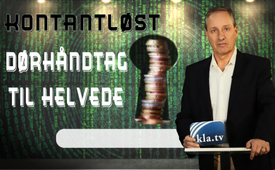 KONTANTLØST
DØRHÅNDTAG
TIL HELVEDE
kla.tv